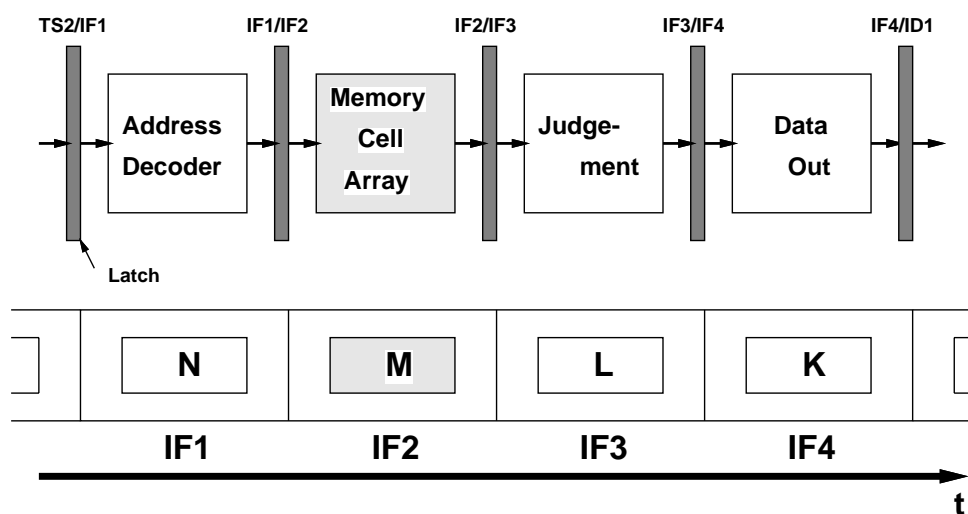 TS2/IF1 IF1/IF2 IF2/IF3 IF3/IF4 IF4/ID1
Address
Decoder
Memory
Cell
Array
Judge-
ment
Data
Out
Latch
N M L K
IF1 IF2 IF3 IF4
t